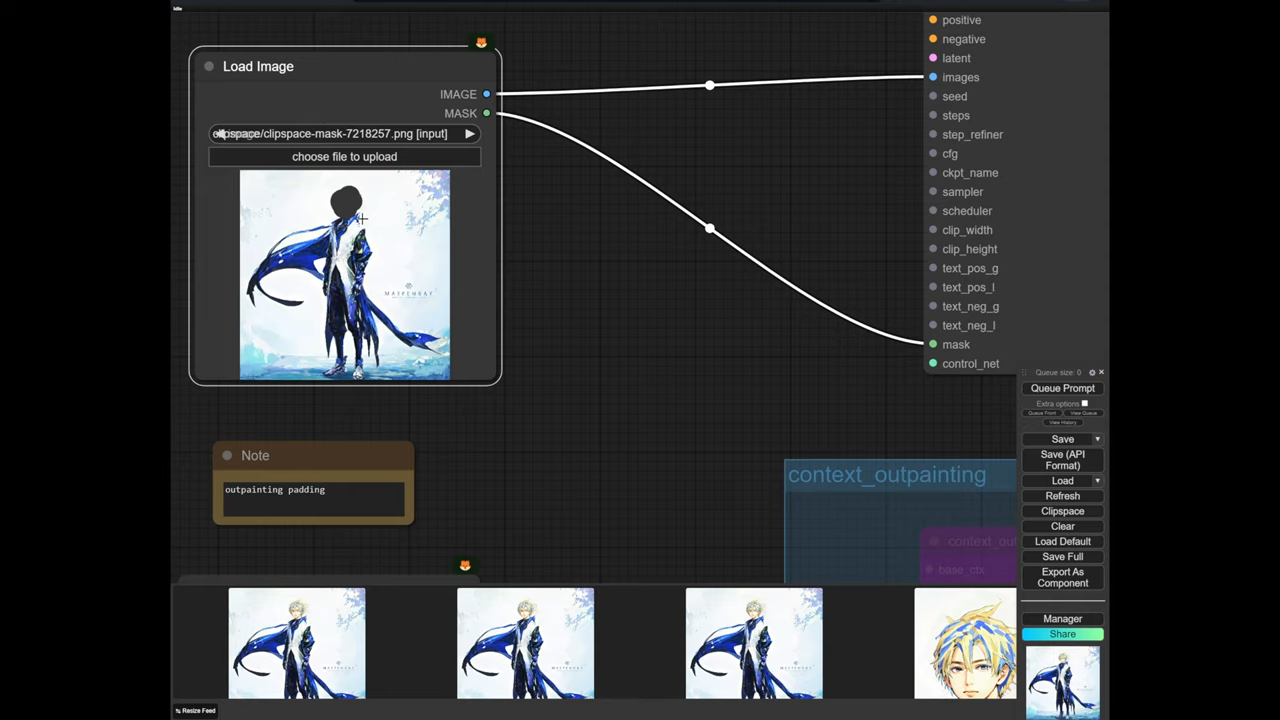 Idle
Load Image
IMAGE
MASK
clipspace/clipspace-mask-7218257.png [input]
choose file to upload
positive
negative
latent
images
seed
steps
step_refiner
cfg
ckpt_name
sampler
scheduler
clip_width
clip_height
text_pos_g
text_pos_l
text_neg_g
text_neg_l
mask
control_net
Note
outpainting padding
context_outpainting
context_out
base_ctx
Queue size: 0
Queue Prompt
Extra options
Queue Front
View Queue
View History
Save
Save (API Format)
Load
Refresh
Clipspace
Clear
Load Default
Save Full
Export As Component
Manager
Share
Resize Feed